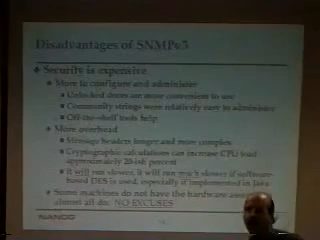 Disadvantages of SNMPv3
Security is expensive
More to configure and administer
Unlocked doors are more convenient to use
Community strings were relatively easy to administer
Off-the-shelf tools help
More overhead
Message headers longer and more complex
Cryptographic calculations can increase CPU load
approximately 20-ish percent
It will run slower, it will run much slower if software-
based DES is used, especially if implemented in Java
Some machines do not have the hardware
almost all do. NO EXCUSES